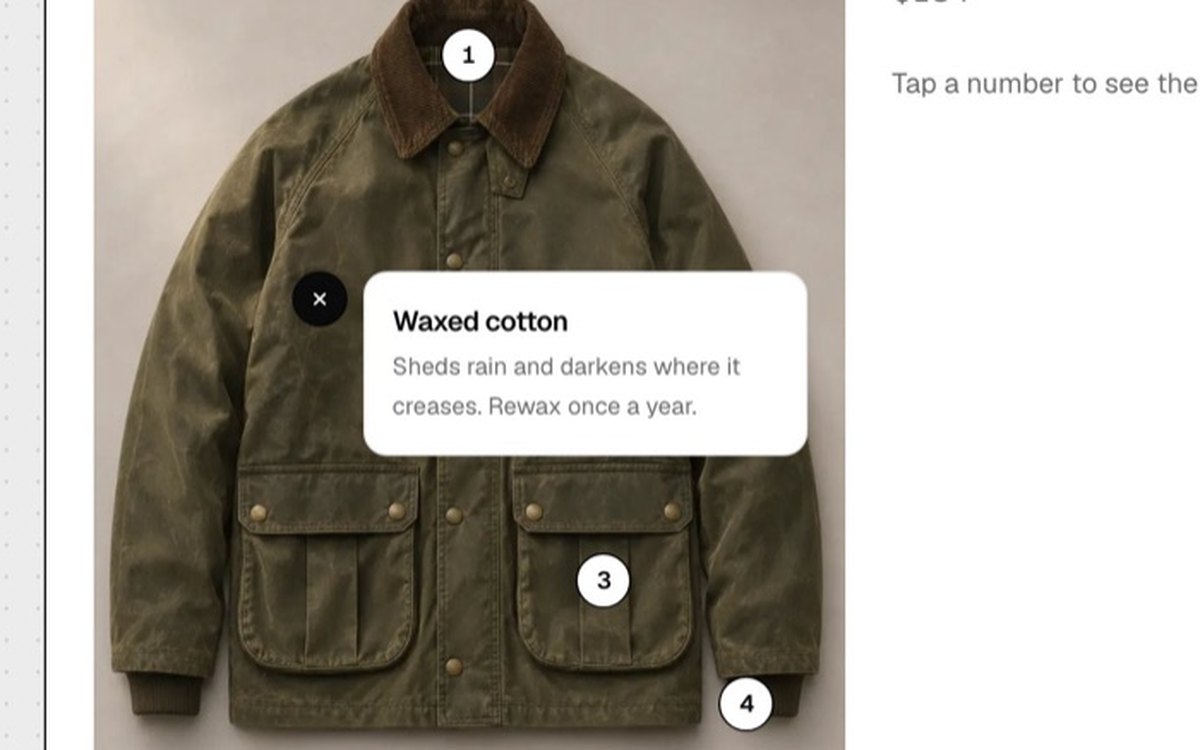 1
Tap a number to see the
×
Waxed cotton
Sheds rain and darkens where it
creases. Rewax once a year.
3
4